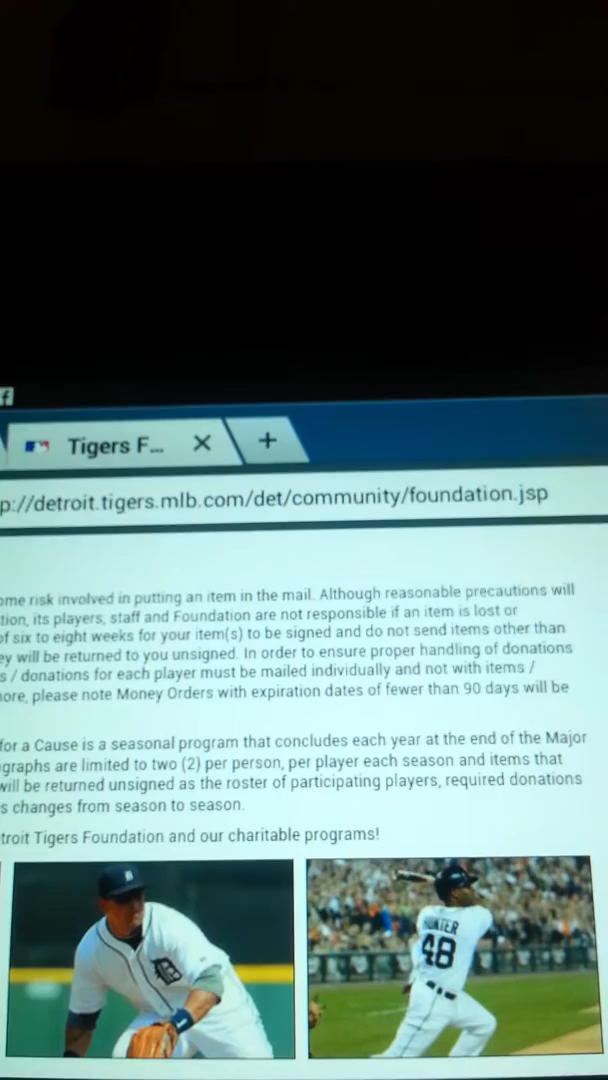 f
Tigers F...
p://detroit.tigers.mlb.com/det/community/foundation.jsp
ome risk involved in putting an item in the mail. Although reasonable precautions will
tion, its players, staff and Foundation are not responsible if an item is lost or
of six to eight weeks for your item(s) to be signed and do not send items other than
ey will be returned to you unsigned. In order to ensure proper handling of donations
s / donations for each player must be mailed individually and not with items /
ore, please note Money Orders with expiration dates of fewer than 90 days will be
for a Cause is a seasonal program that concludes each year at the end of the Major
graphs are limited to two (2) per person, per player each season and items that
will be returned unsigned as the roster of participating players, required donations
s changes from season to season.
troit Tigers Foundation and our charitable programs!
D
HUNTER
48